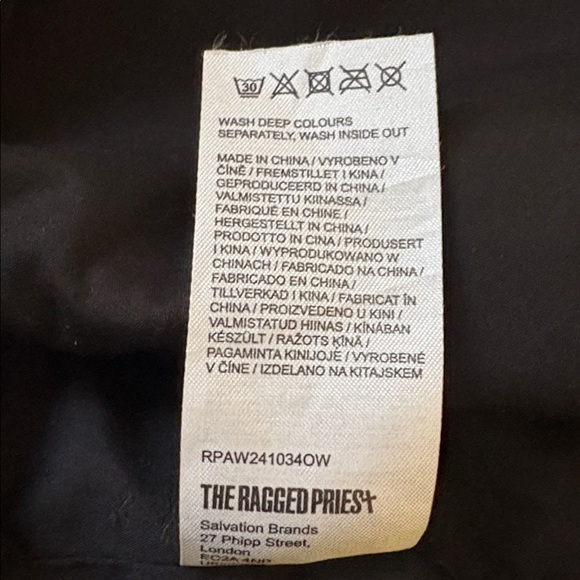 30
WASH DEEP COLOURS
SEPARATELY, WASH INSIDE OUT
MADE IN CHINA / VYROBENO V
ČÍNĚ / FREMSTILLET I KINA /
GEPRODUCEERD IN CHINA /
VALMISTETTU KIINASSA /
FABRIQUÉ EN CHINE /
HERGESTELLT IN CHINA /
PRODOTTO IN CINA / PRODUSERT
I KINA / WYPRODUKOWANO W
CHINACH / FABRICADO NA CHINA /
FABRICADO EN CHINA /
TILLVERKAD I KINA / FABRICAT ÎN
CHINA / PROIZVEDENO U KINI /
VALMISTATUD HIINAS / KÍNÁBAN
KÉSZÜLT / RAŽOTS ĶĪNĀ /
PAGAMINTA KINIJOJE / VYROBENÉ
V ČÍNE / IZDELANO NA KITAJSKEM
RPAW241034OW
THE RAGGED PRIEST
Salvation Brands
27 Phipp Street,
London
EC2A 4NP